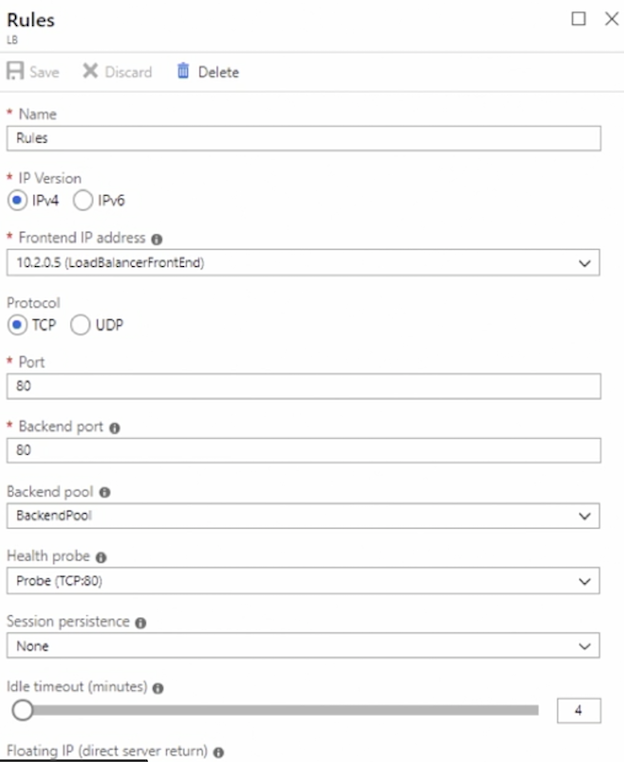 Rules
LB
Save Discard Delete
* Name
Rules
* IP Version
IPv4 IPv6
* Frontend IP address
10.2.0.5 (LoadBalancerFrontEnd)
Protocol
TCP UDP
* Port
80
* Backend port
80
Backend pool
BackendPool
Health probe
Probe (TCP:80)
Session persistence
None
Idle timeout (minutes)
4
Floating IP (direct server return)